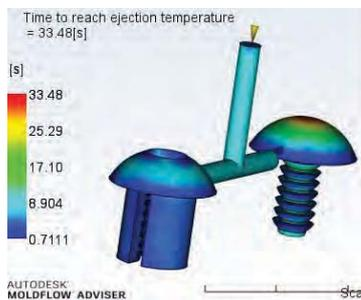 Time to reach ejection temperature
= 33.48[s]
[s]
33.48
25.29
17.10
8.904
0.7111
AUTODESK
MOLDFLOW ADVISER
Sca